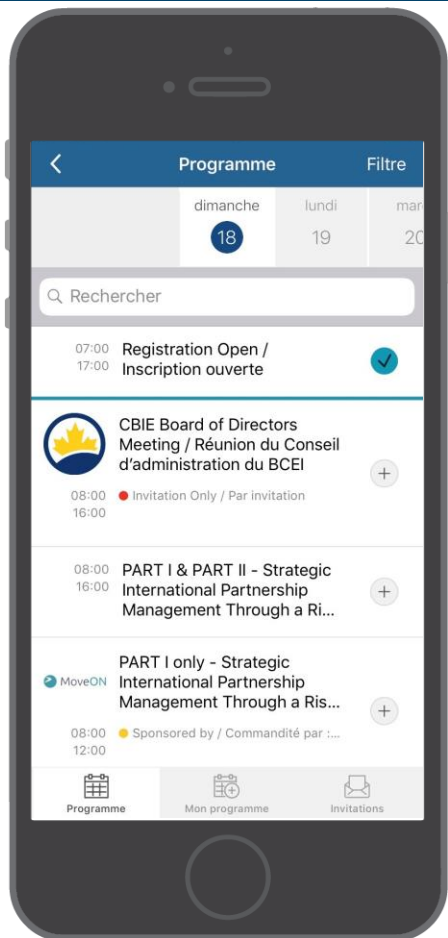 Programme
Filtre
dimanche
18
lundi
19
Rechercher
07:00
17:00
Registration Open /
Inscription ouverte
CBIE Board of Directors
Meeting / Réunion du Conseil
d’administration du BCEI
08:00
16:00
Invitation Only / Par invitation
08:00
16:00
PART I & PART II - Strategic
International Partnership
Management Through a Ri...
MoveON
PART I only - Strategic
International Partnership
Management Through a Ris...
08:00
12:00
Sponsored by / Commandité par :...
Programme
Mon programme
Invitations